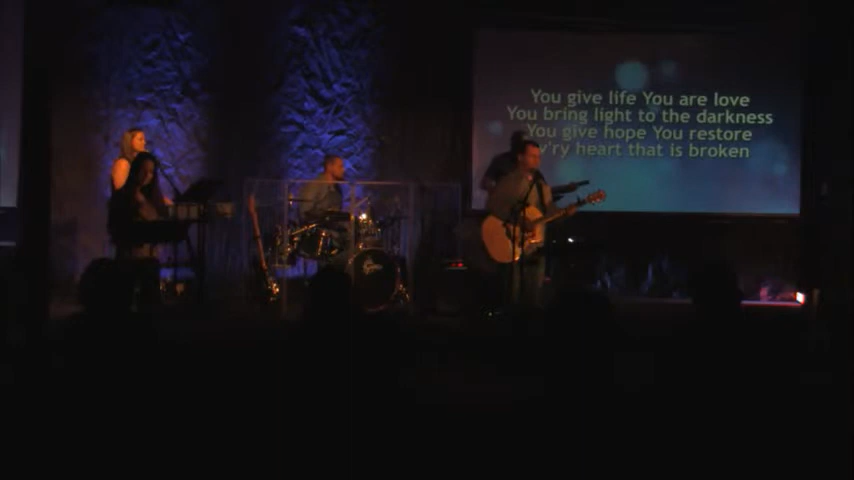 You give life You are love
You bring light to the darkness
You give hope You restore
'ry heart that is broken